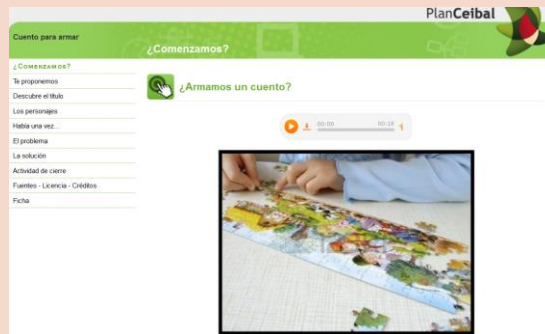 PlanCeibal
Cuento para armar
¿Comenzamos?
¿COMENZAMOS?
Te proponemos
Descubre el título
Los personajes
Había una vez...
El problema
La solución
Actividad de cierre
Fuentes - Licencia - Créditos
Ficha
¿Armamos un cuento?
00:00 00:16